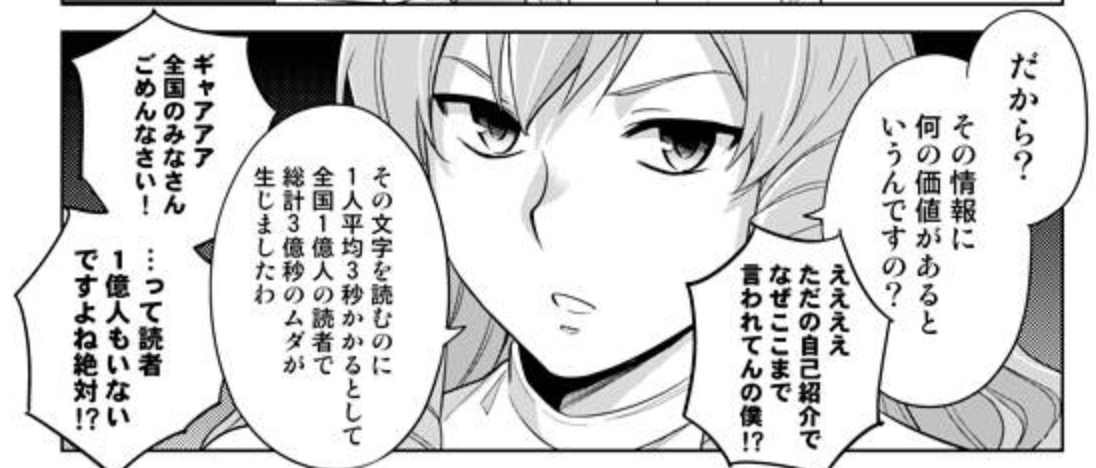 だから？
その情報に
何の価値があると
いうんですの？
ええええ
ただの自己紹介で
なぜここまで
言われてんの僕!?
その文字を読むのに
１人平均３秒かかるとして
全国１億人の読者で
総計３億秒のムダが
生じましたわ
ギャアアア
全国のみなさん
ごめんなさい！
…って読者
１億人もいない
ですよね絶対!?